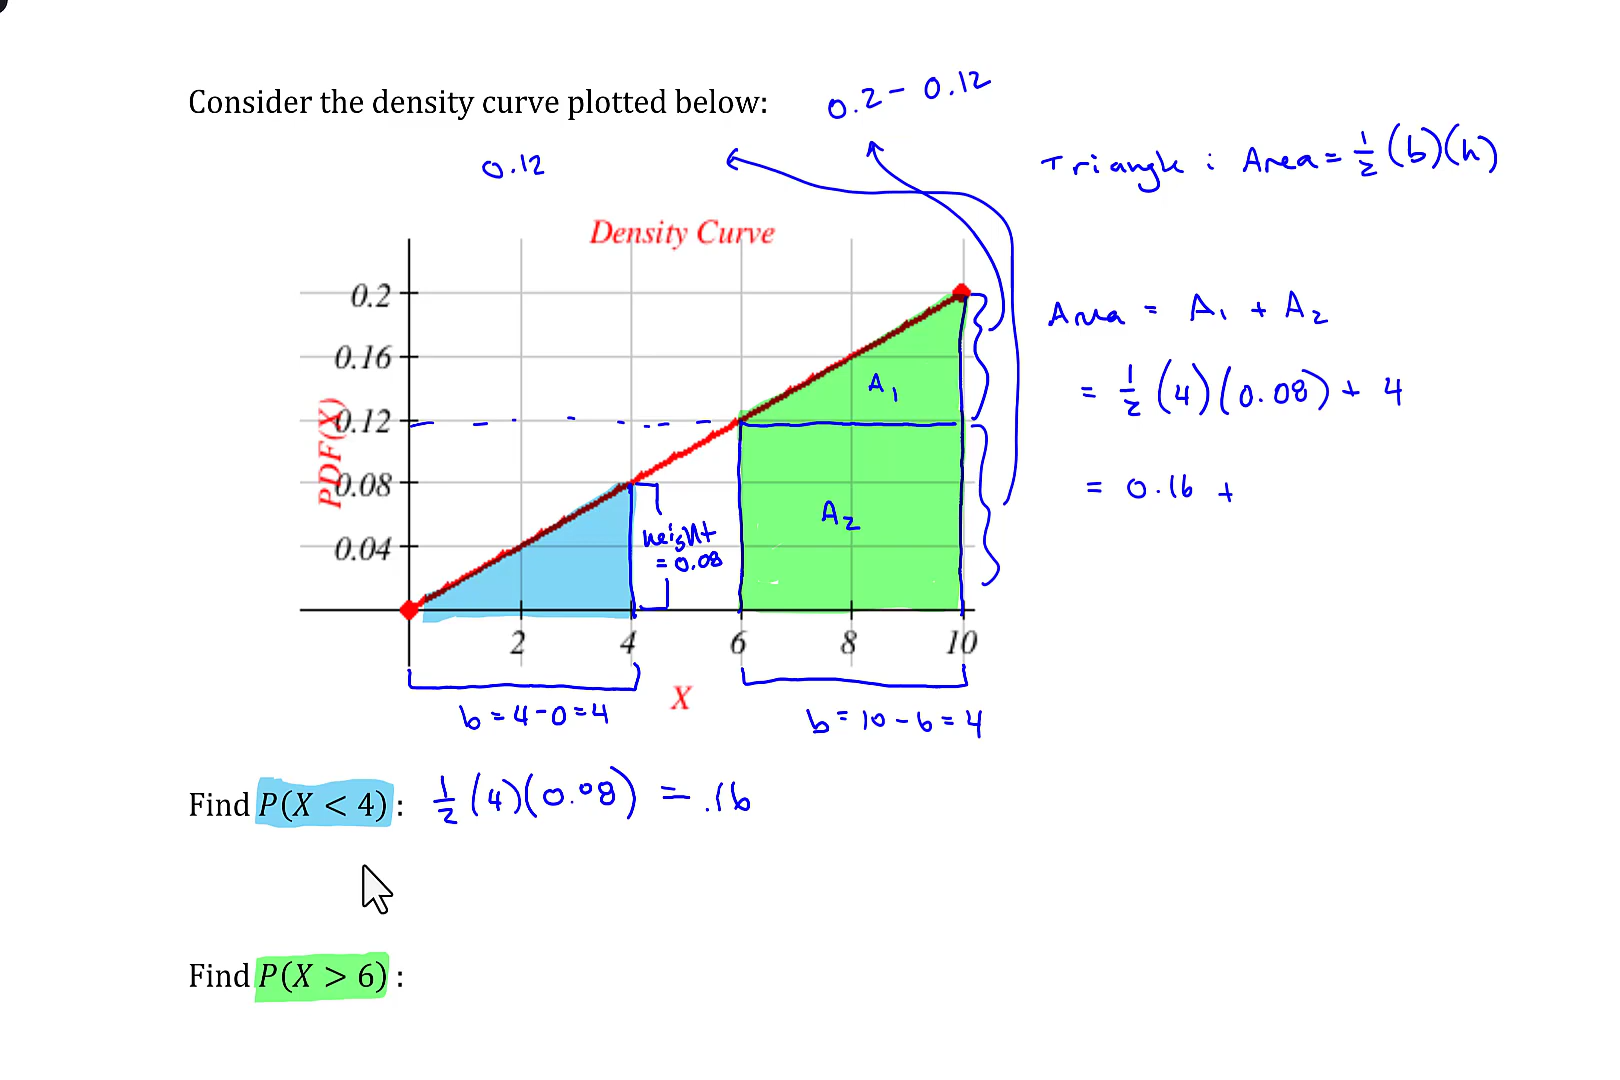 Consider the density curve plotted below:
0.2 - 0.12
0.12
Triangle : Area = 1/2 (b)(h)
Density Curve
0.2
0.16
0.12
0.08
0.04
PDF(X)
A1
A2
height
= 0.08
2 4 6 8 10
X
b = 4 - 0 = 4
b = 10 - 6 = 4
Area = A1 + A2
= 1/2 (4)(0.08) + 4
= 0.16 +
Find P(X < 4) : 1/2 (4)(0.08) = .16
Find P(X > 6) :